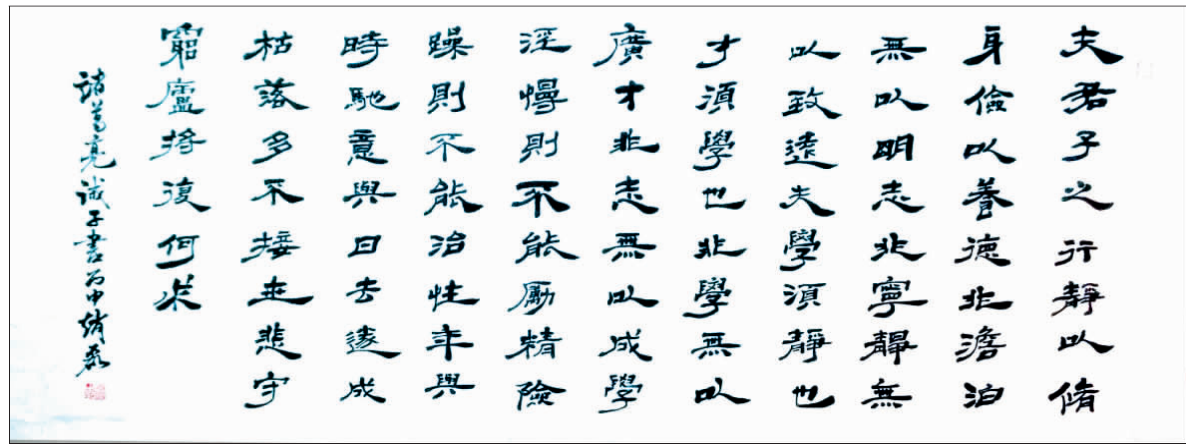 夫君子之行靜以脩
身儉以養德非澹泊
無以明志非寧靜無
以致遠夫學須靜也
才須學也非學無以
廣才非志無以成學
淫慢則不能勵精險
躁則不能治性年與
時馳意與日去遂成
枯落多不接世悲守
窮廬將復何求
諸葛亮誡子書丙申